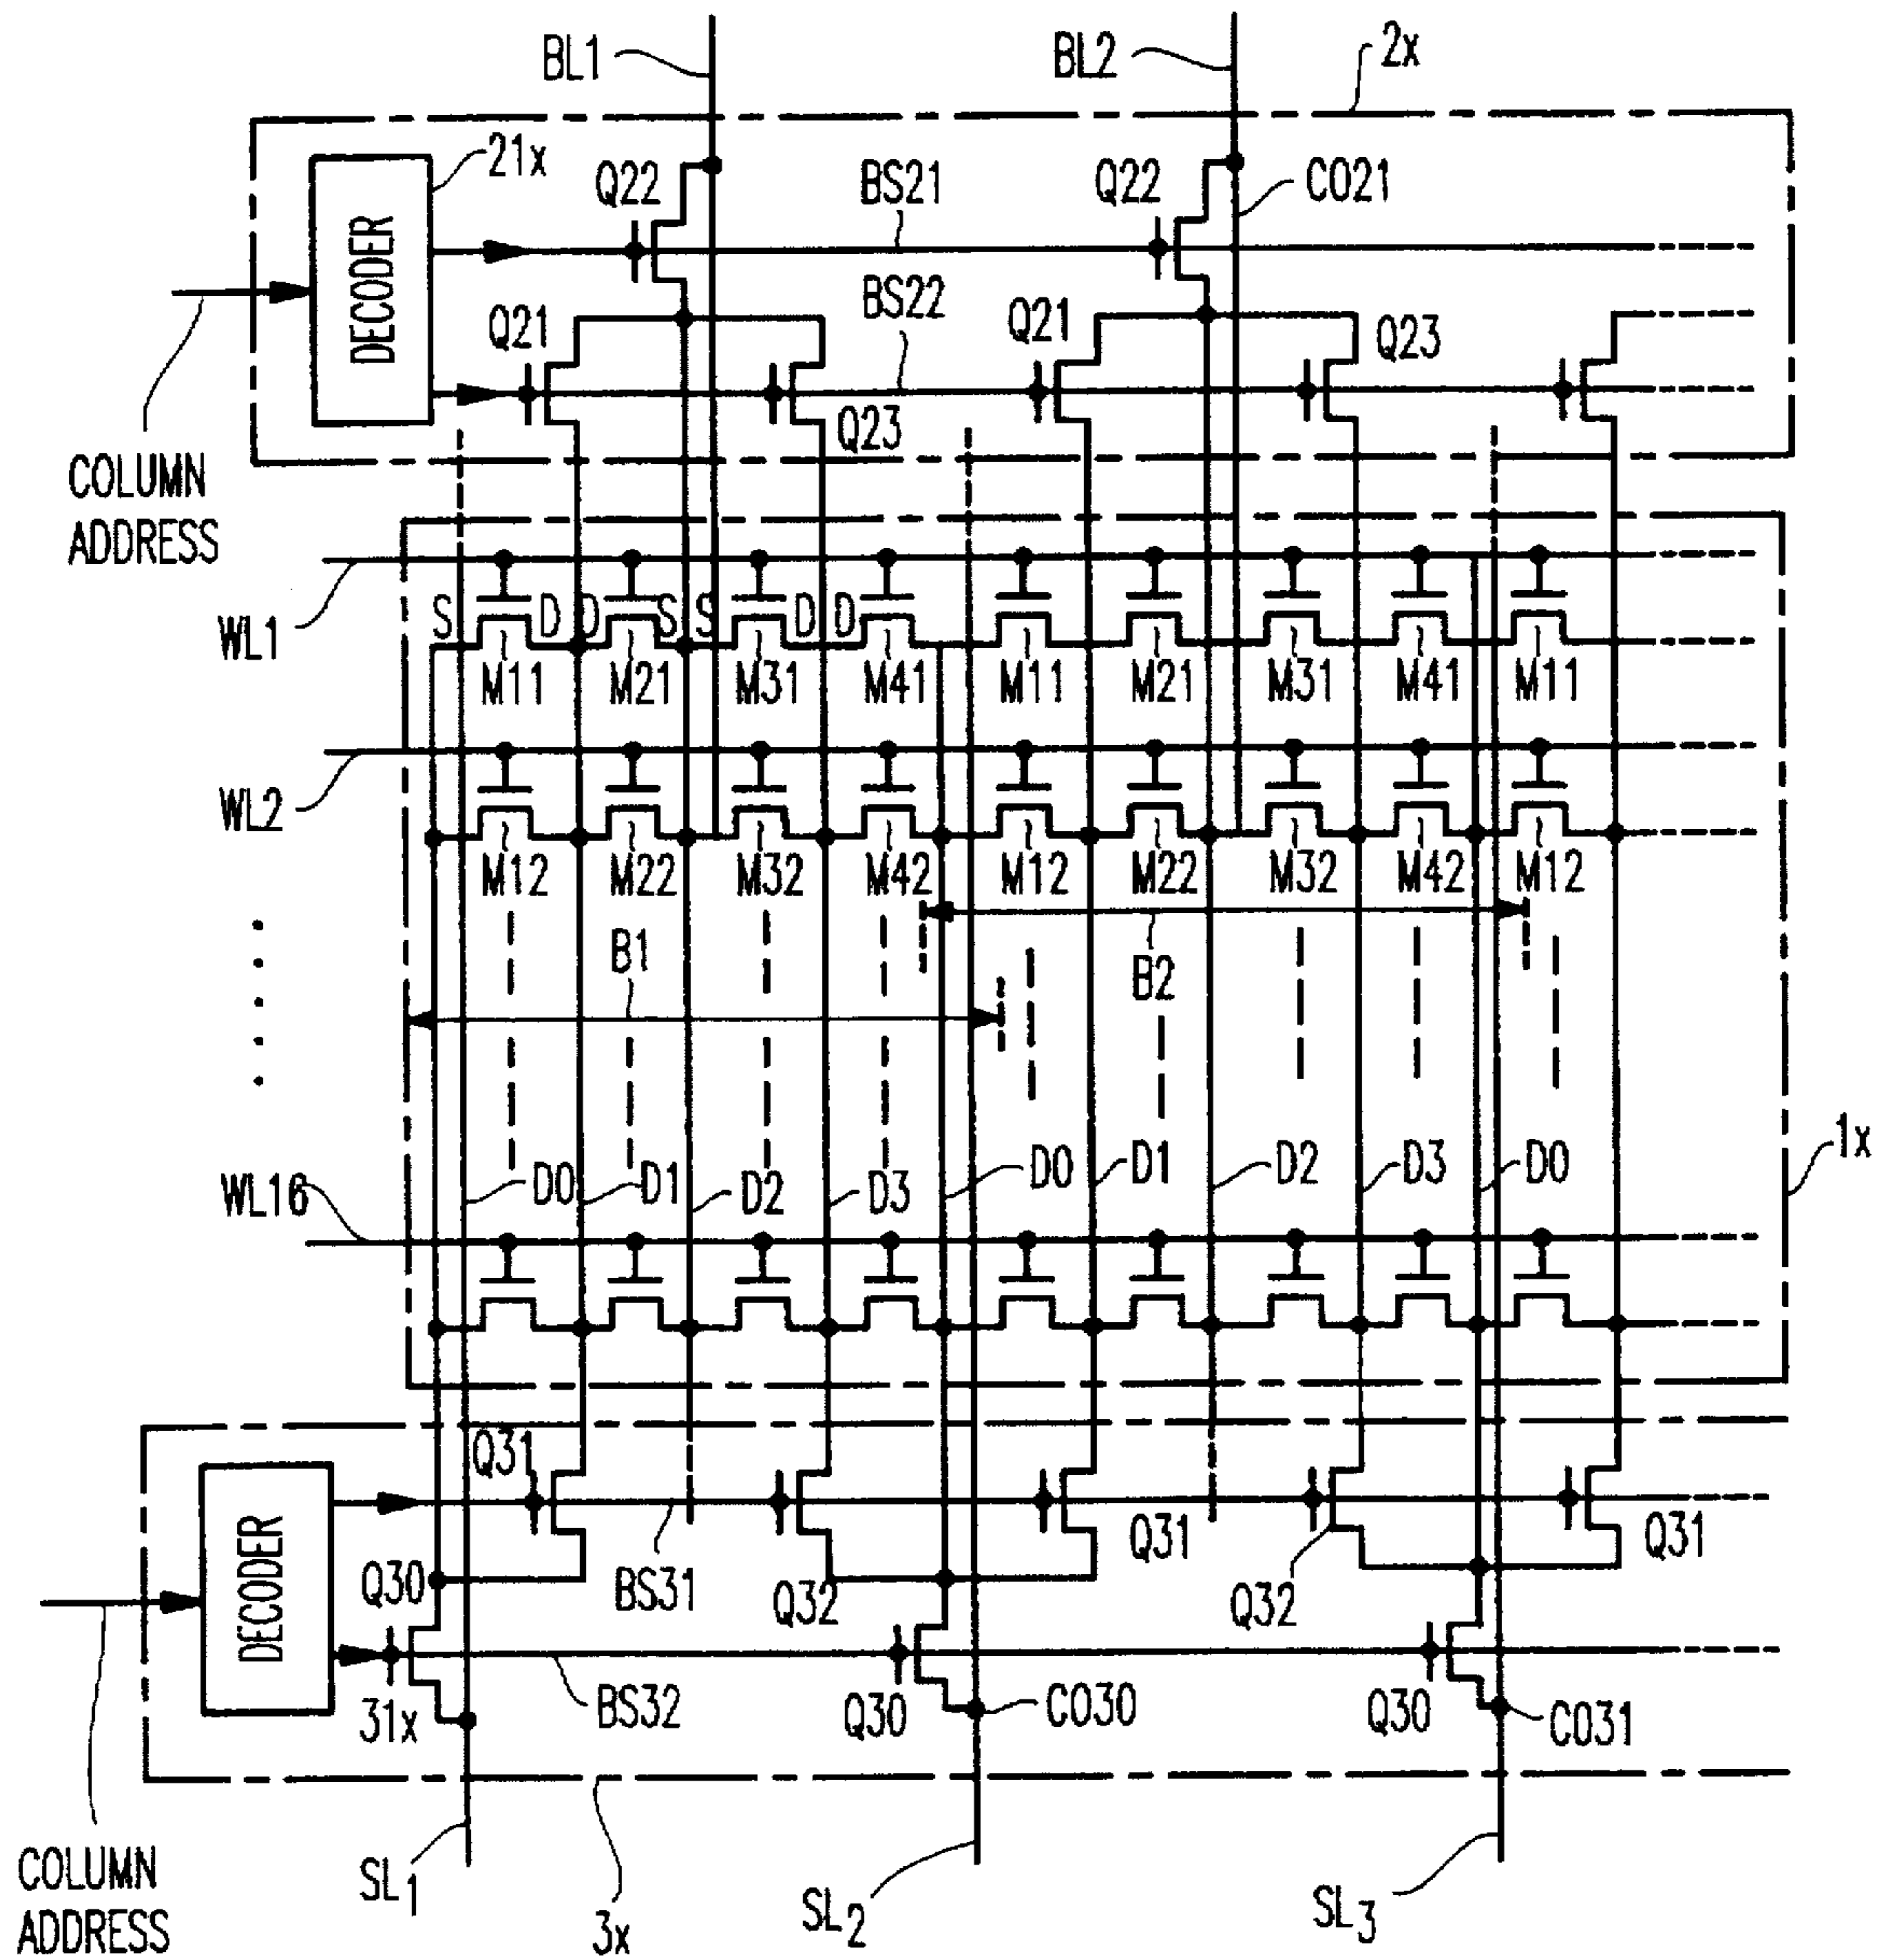 BL1
BL2
2x
21x
Q22
BS21
Q22
CO21
DECODER
Q21
BS22
Q21
Q23
Q23
COLUMN
ADDRESS
WL1
S D D S S D D
M11 M21 M31 M41 M11 M21 M31 M41 M11
WL2
M12 M22 M32 M42 M12 M22 M32 M42 M12
B1
B2
1x
WL16
D0 D1 D2 D3 D0 D1 D2 D3 D0
Q31
DECODER
Q30
BS31
Q32
Q31
Q32
Q31
31x
BS32
Q30
CO30
Q30
CO31
COLUMN
ADDRESS
SL1
3x
SL2
SL3